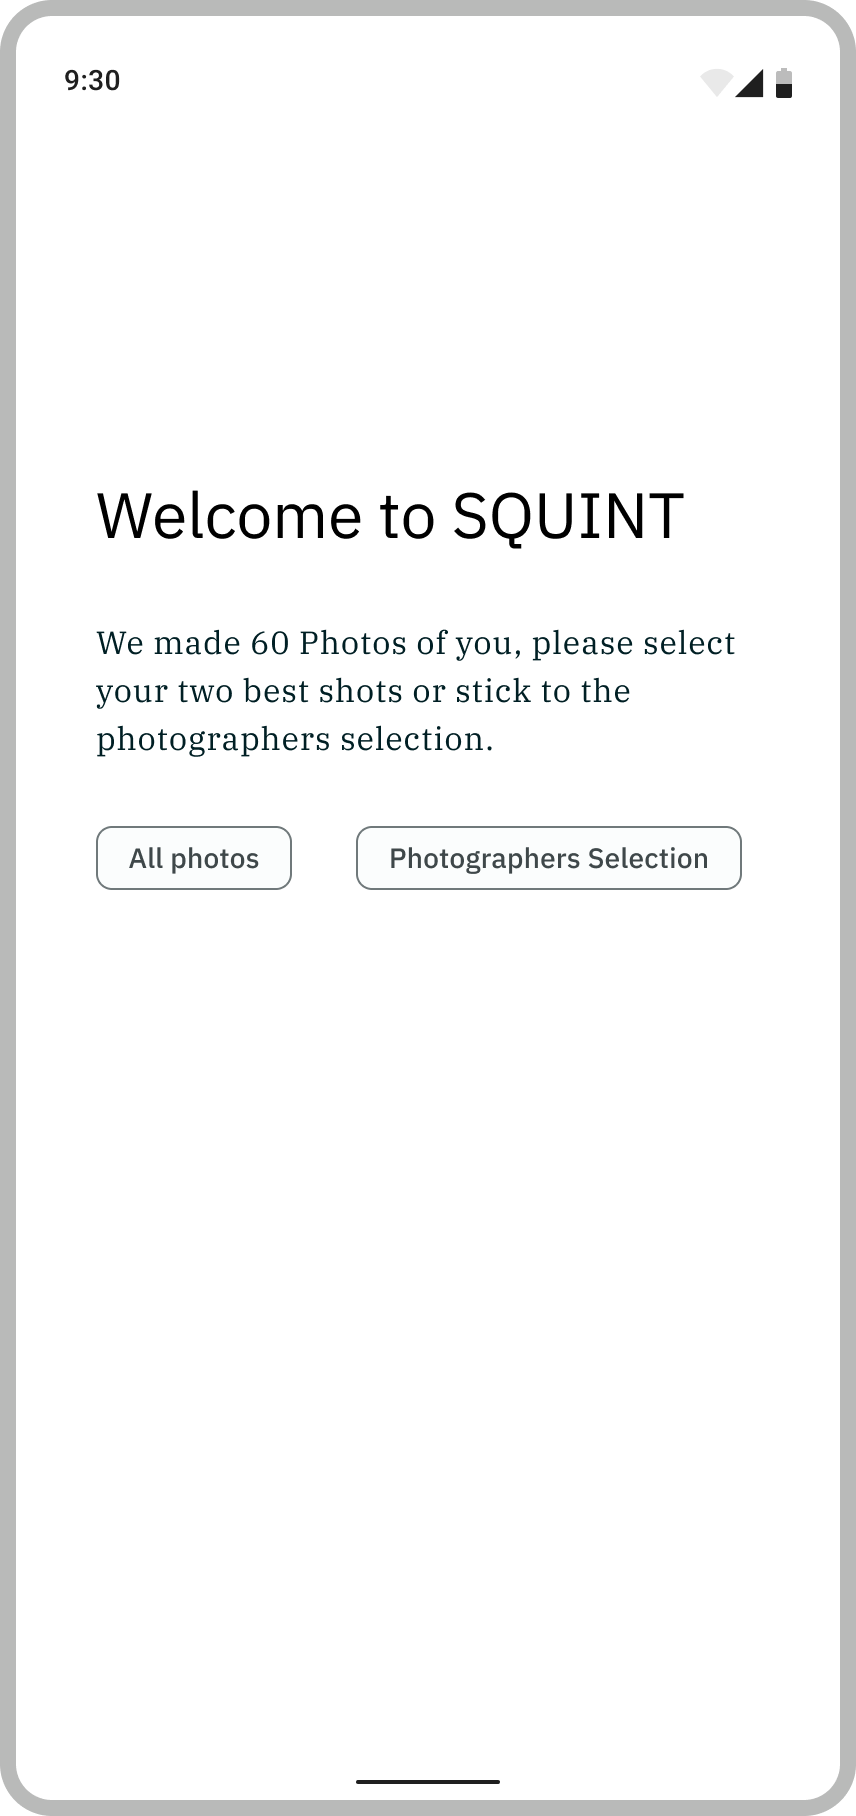 9:30
Welcome to SQUINT
We made 60 Photos of you, please select
your two best shots or stick to the
photographers selection.
All photos
Photographers Selection